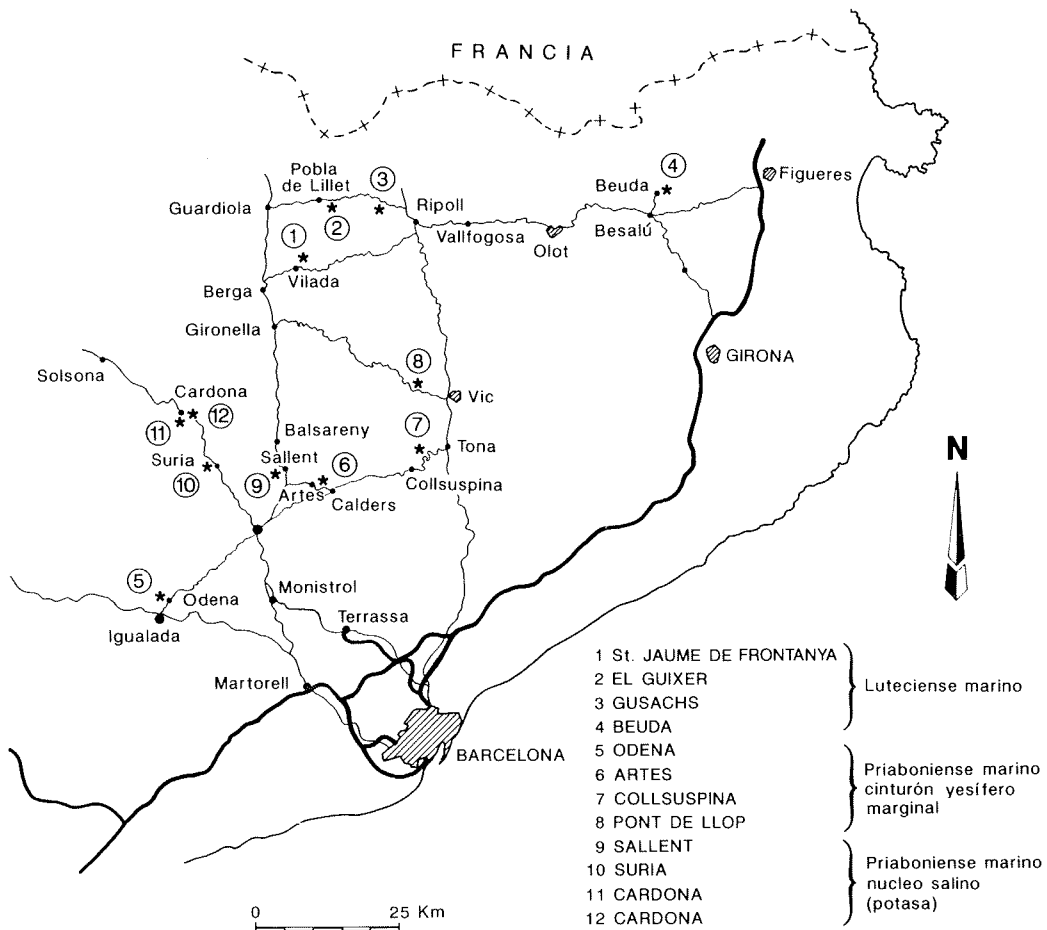 FRANCIA
4
Figueres
Beuda
Besalú
3
Pobla
de Lillet
Guardiola
2
Ripoll
Vallfogosa
Olot
1
Vilada
Berga
Gironella
GIRONA
8
Vic
Solsona
Cardona
12
11
7
Tona
Balsareny
Suria
10
Sallent
9
6
Artes
Calders
Collsuspina
N
5
Odena
Igualada
Monistrol
Terrassa
Martorell
BARCELONA
1 St. JAUME DE FRONTANYA
2 EL GUIXER
3 GUSACHS
4 BEUDA
Luteciense marino
5 ODENA
6 ARTES
7 COLLSUSPINA
8 PONT DE LLOP
Priaboniense marino
cinturón yesífero
marginal
9 SALLENT
10 SURIA
11 CARDONA
12 CARDONA
Priaboniense marino
nucleo salino
(potasa)
0 25 Km